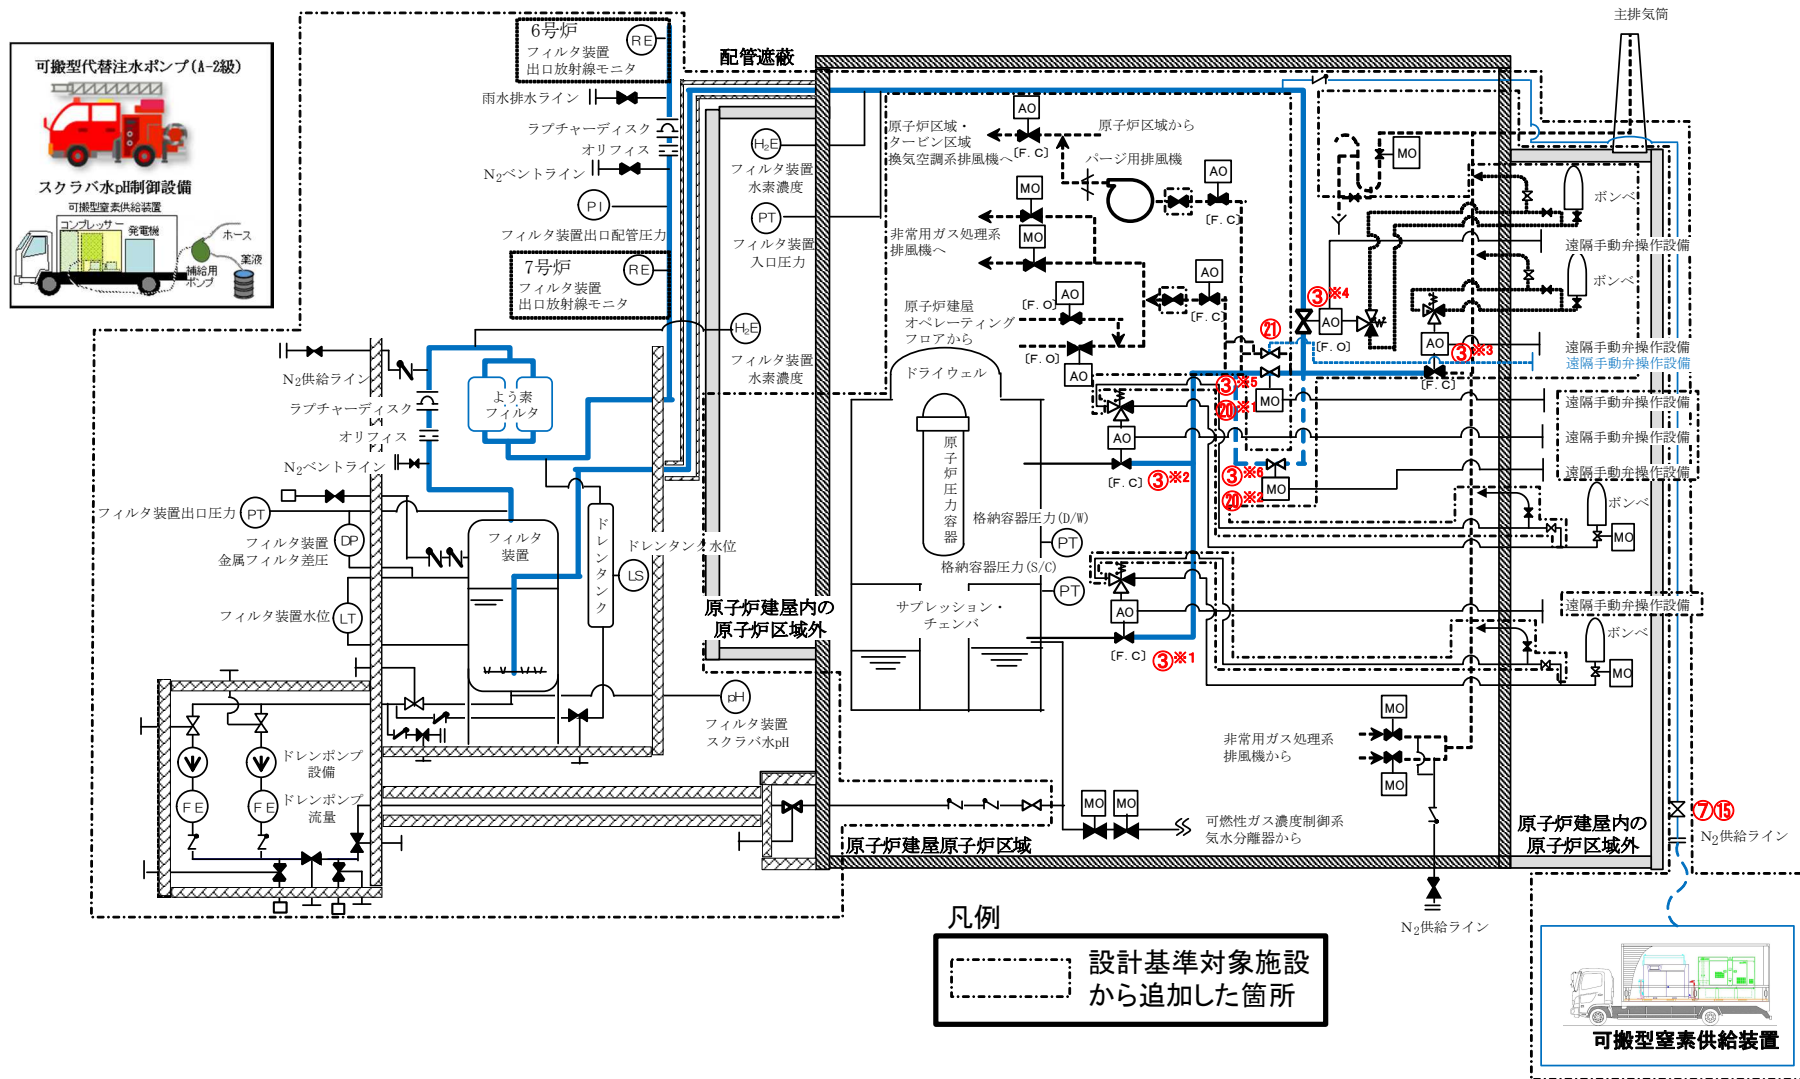 可搬型代替注水ポンプ(A-2級)
スクラバ水pH制御設備
可搬型窒素供給装置
コンプレッサー
発電機
ホース
薬液
補給用
ポンプ
6号炉
フィルタ装置
出口放射線モニタ
RE
雨水排水ライン
ラプチャーディスク
オリフィス
N₂ベントライン
PI
フィルタ装置出口配管圧力
7号炉
フィルタ装置
出口放射線モニタ
RE
配管遮蔽
H₂E
フィルタ装置
水素濃度
PT
フィルタ装置
入口圧力
H₂E
フィルタ装置
水素濃度
N₂供給ライン
ラプチャーディスク
オリフィス
N₂ベントライン
よう素
フィルタ
フィルタ装置出口圧力
PT
フィルタ装置
金属フィルタ差圧
DP
フィルタ装置水位
LT
フィルタ
装置
ドレンタンク
ドレンタンク水位
LS
pH
フィルタ装置
スクラバ水pH
ドレンポンプ
設備
ドレンポンプ
流量
FE
FE
原子炉建屋内の
原子炉区域外
原子炉区域・
タービン区域
換気空調系排風機へ
AO
(F.C)
原子炉区域から
パージ用排風機
AO
(F.C)
MO
MO
非常用ガス処理系
排風機へ
AO
(F.C)
(F.O)
AO
原子炉建屋
オペレーティング
フロアから
(F.O)
AO
ドライウェル
原子炉圧力容器
格納容器圧力(D/W)
PT
格納容器圧力(S/C)
PT
サプレッション・
チェンバ
AO
(F.C)
③※2
AO
(F.C)
③※1
㉑
③※5
⑳※1
MO
③※6
⑳※2
MO
③※4
AO
(F.O)
AO
③※3
(F.C)
MO
主排気筒
ボンベ
遠隔手動弁操作設備
ボンベ
遠隔手動弁操作設備
遠隔手動弁操作設備
遠隔手動弁操作設備
遠隔手動弁操作設備
遠隔手動弁操作設備
ボンベ
MO
遠隔手動弁操作設備
ボンベ
MO
MO
非常用ガス処理系
排風機から
MO
MO
MO
可燃性ガス濃度制御系
気水分離器から
原子炉建屋原子炉区域
原子炉建屋内の
原子炉区域外
⑦⑮
N₂供給ライン
N₂供給ライン
凡例
設計基準対象施設
から追加した箇所
可搬型窒素供給装置